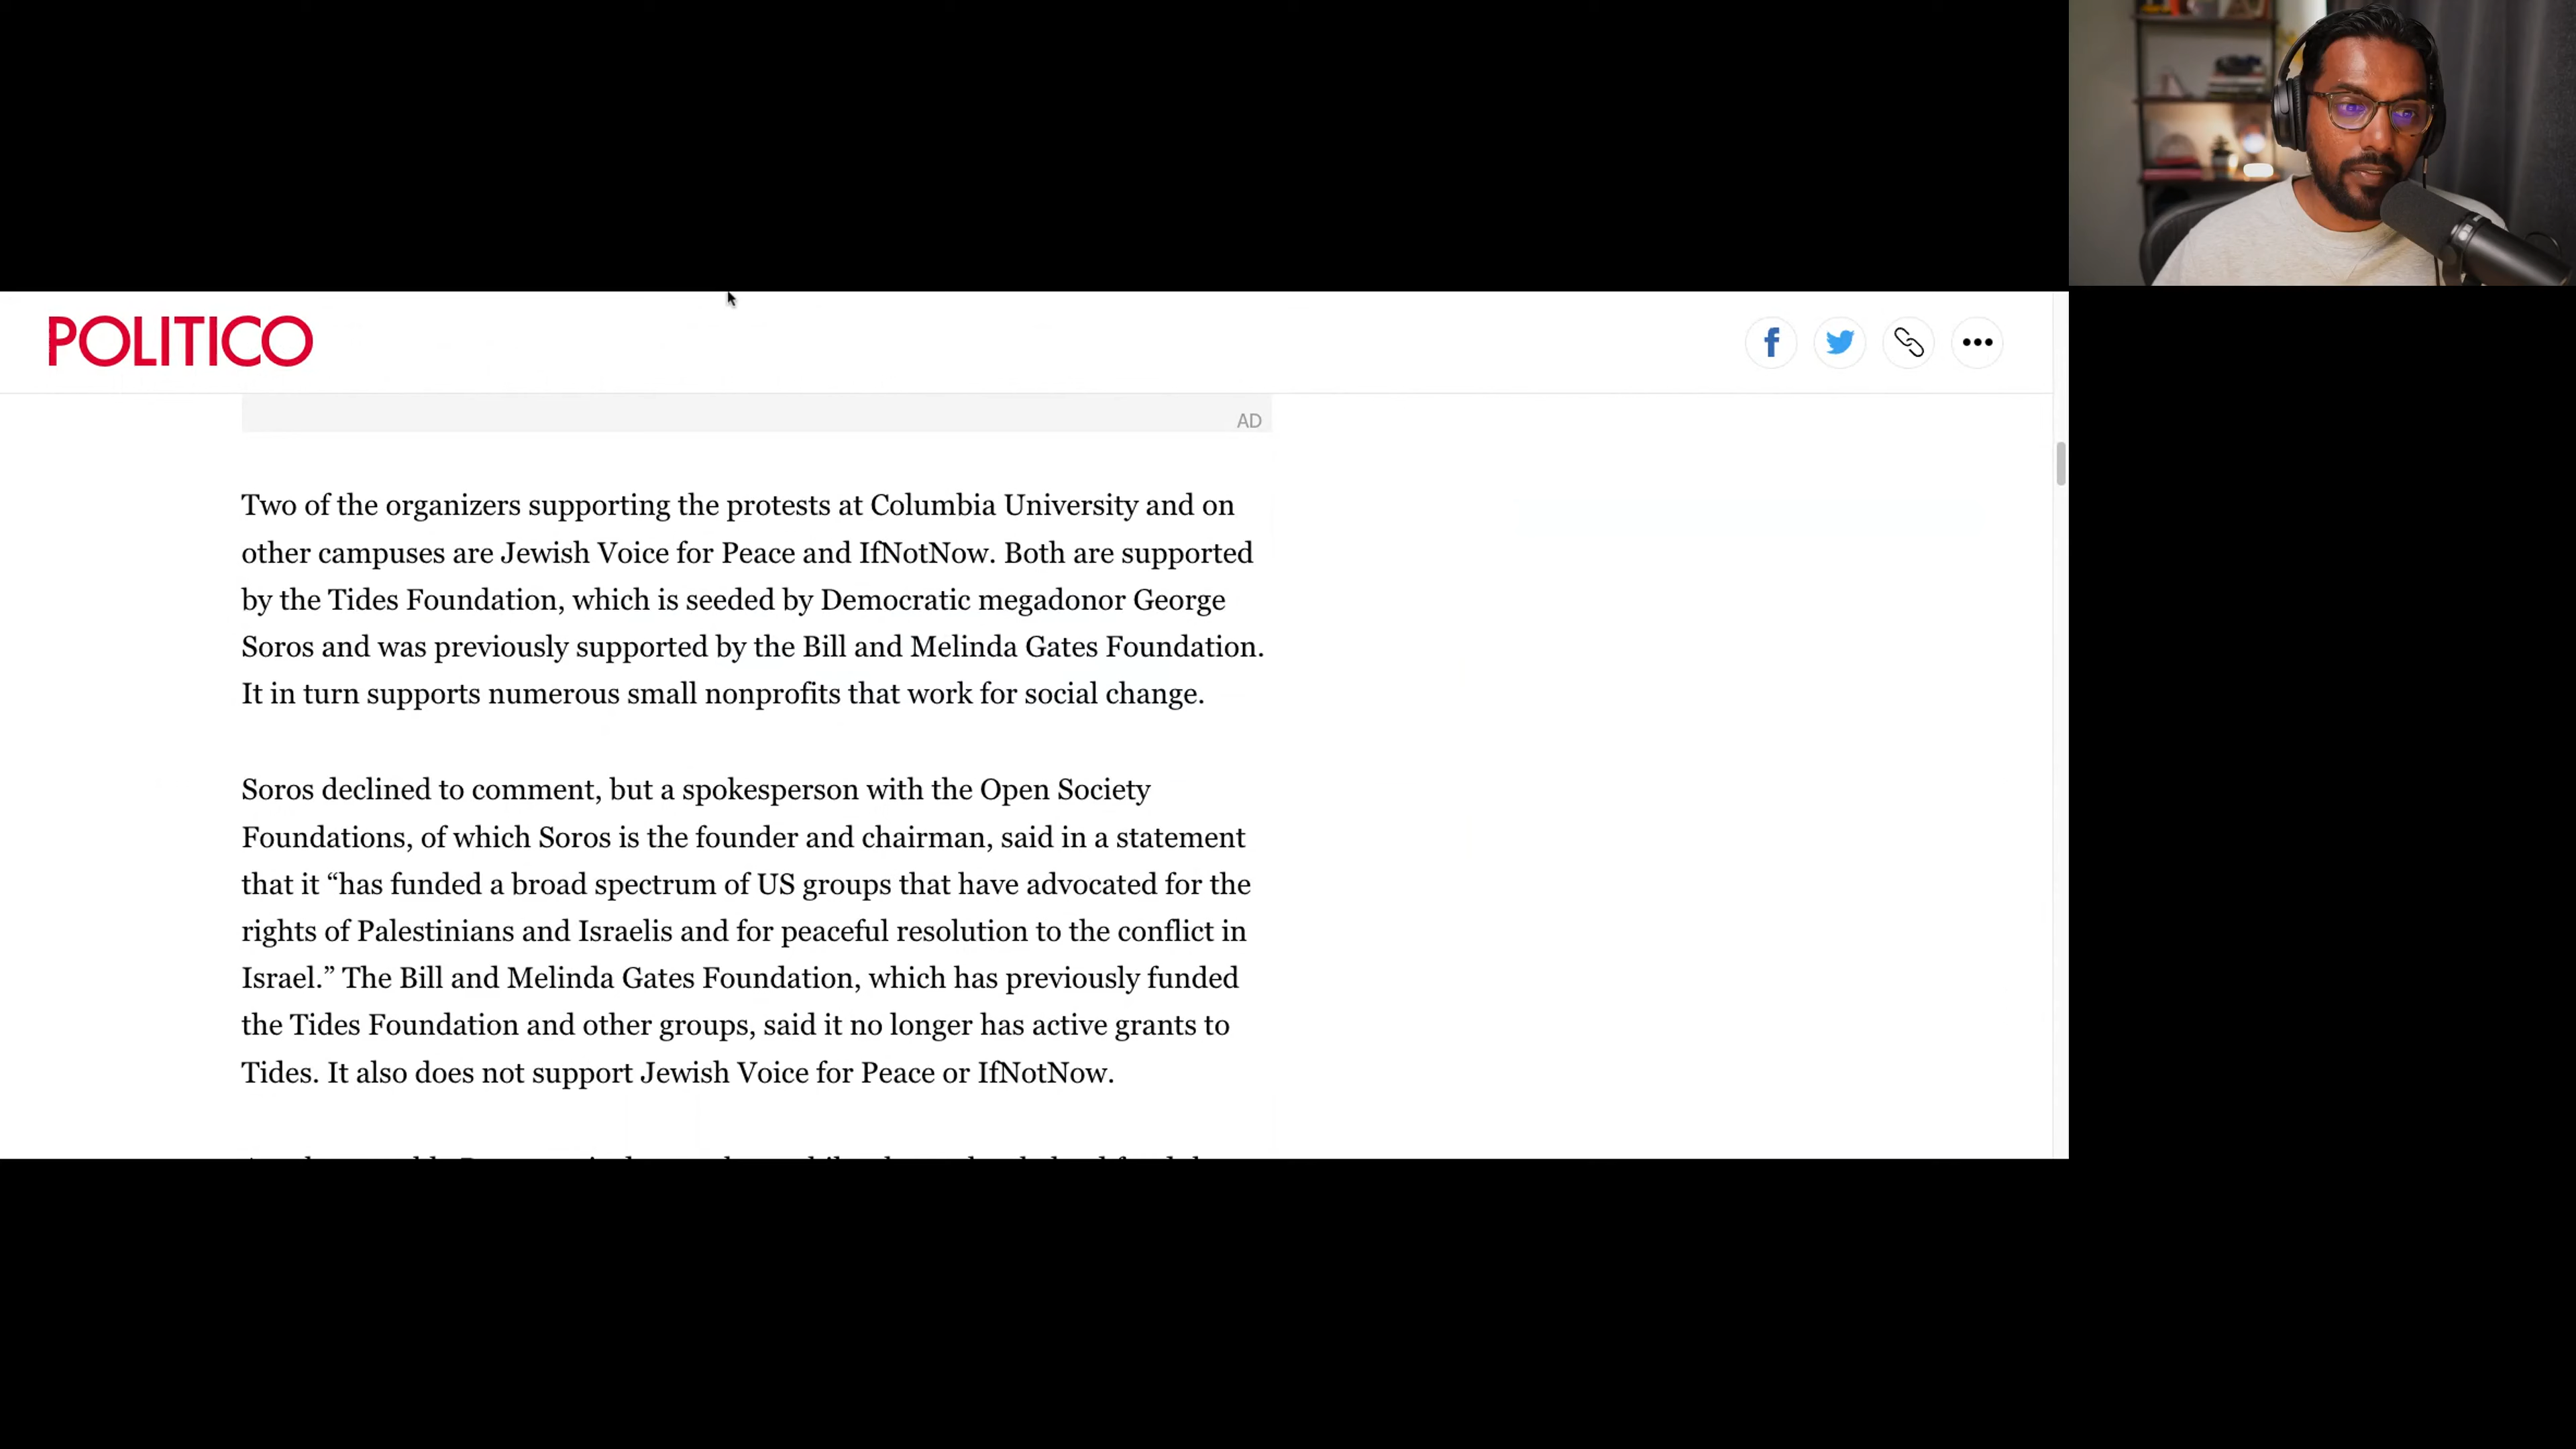 POLITICO
AD
Two of the organizers supporting the protests at Columbia University and on
other campuses are Jewish Voice for Peace and IfNotNow. Both are supported
by the Tides Foundation, which is seeded by Democratic megadonor George
Soros and was previously supported by the Bill and Melinda Gates Foundation.
It in turn supports numerous small nonprofits that work for social change.
Soros declined to comment, but a spokesperson with the Open Society
Foundations, of which Soros is the founder and chairman, said in a statement
that it “has funded a broad spectrum of US groups that have advocated for the
rights of Palestinians and Israelis and for peaceful resolution to the conflict in
Israel.” The Bill and Melinda Gates Foundation, which has previously funded
the Tides Foundation and other groups, said it no longer has active grants to
Tides. It also does not support Jewish Voice for Peace or IfNotNow.